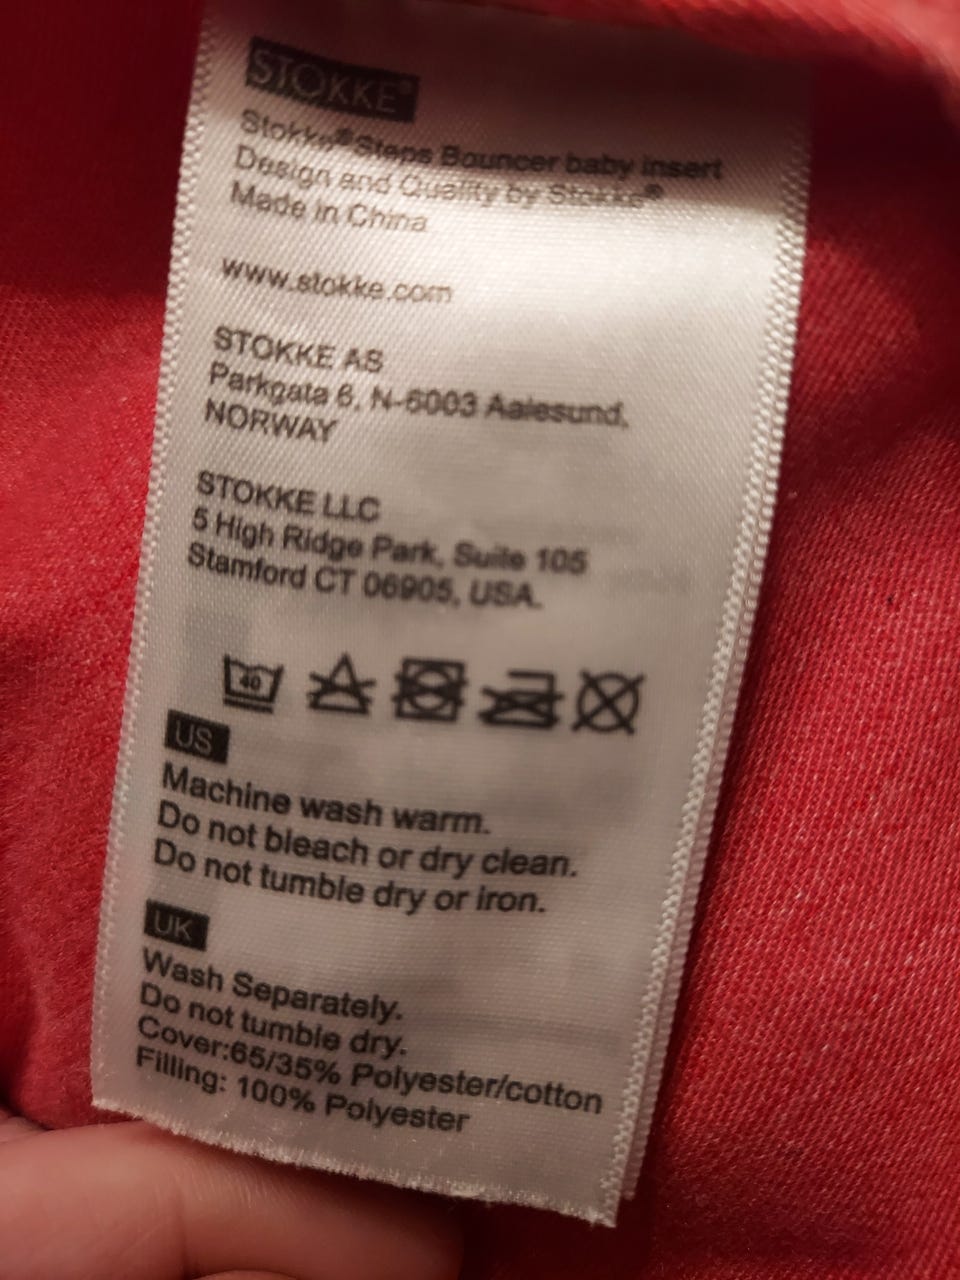 STOKKE®
Stokke® Steps Bouncer baby insert
Design and Quality by Stokke®
Made in China
www.stokke.com
STOKKE AS
Parkgata 6, N-6003 Aalesund,
NORWAY
STOKKE LLC
5 High Ridge Park, Suite 105
Stamford CT 06905, USA.
40
US
Machine wash warm.
Do not bleach or dry clean.
Do not tumble dry or iron.
UK
Wash Separately.
Do not tumble dry.
Cover:65/35% Polyester/cotton
Filling: 100% Polyester